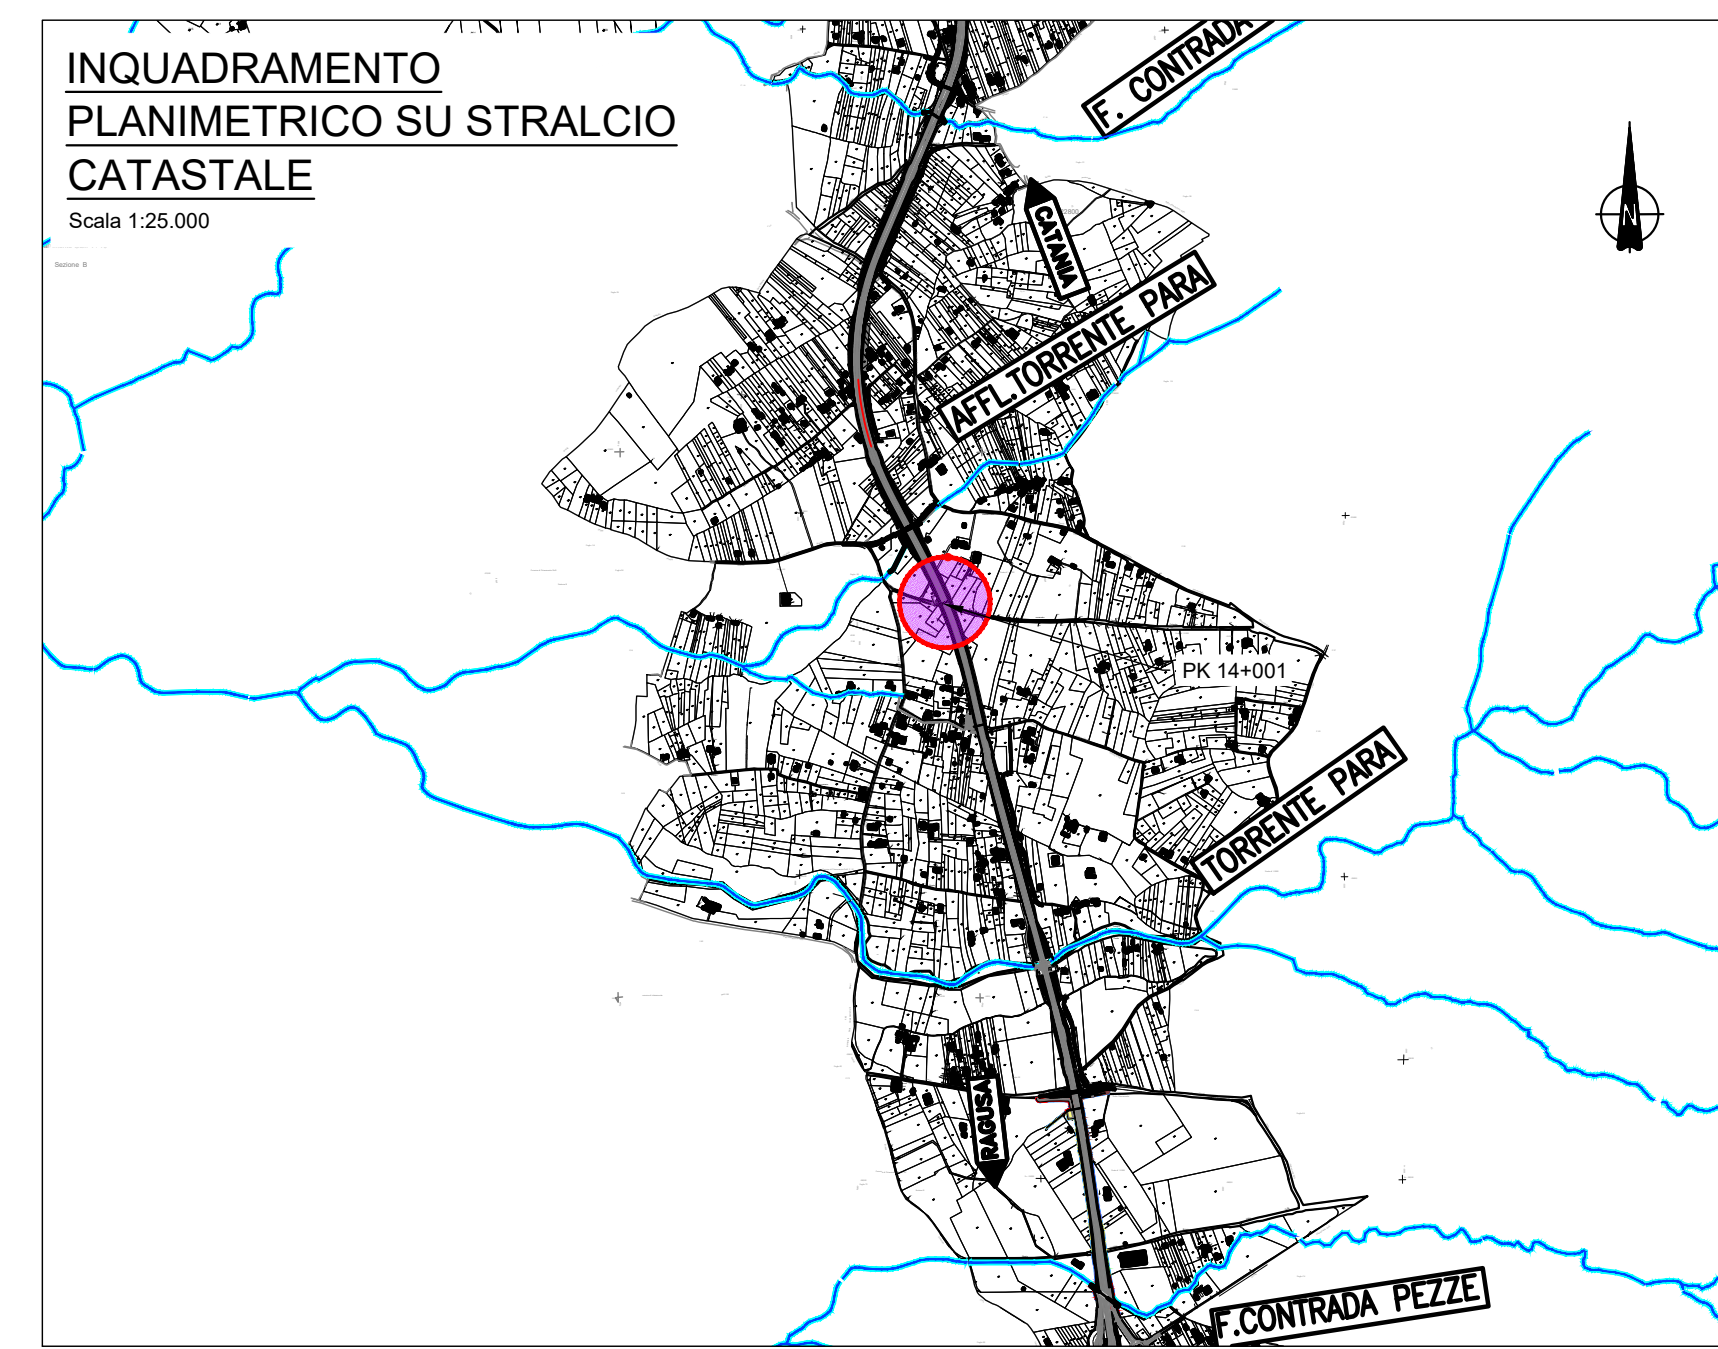 INQUADRAMENTO
PLANIMETRICO SU STRALCIO
CATASTALE
Scala 1:25.000
Sezione B
F. CONTRADA
CATANIA
AFFL.TORRENTE PARA
N
PK 14+001
TORRENTE PARA
RAGUSA
F.CONTRADA PEZZE